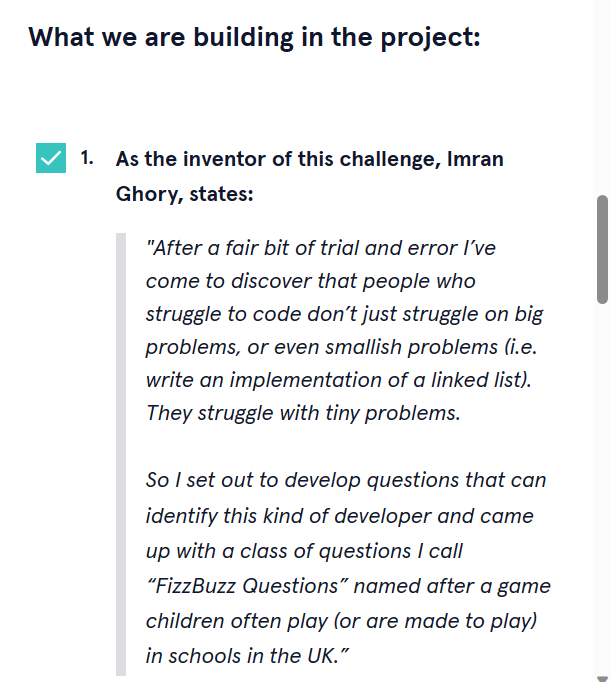 What we are building in the project:
1. As the inventor of this challenge, Imran
Ghory, states:
"After a fair bit of trial and error I’ve
come to discover that people who
struggle to code don’t just struggle on big
problems, or even smallish problems (i.e.
write an implementation of a linked list).
They struggle with tiny problems.
So I set out to develop questions that can
identify this kind of developer and came
up with a class of questions I call
“FizzBuzz Questions” named after a game
children often play (or are made to play)
in schools in the UK.”